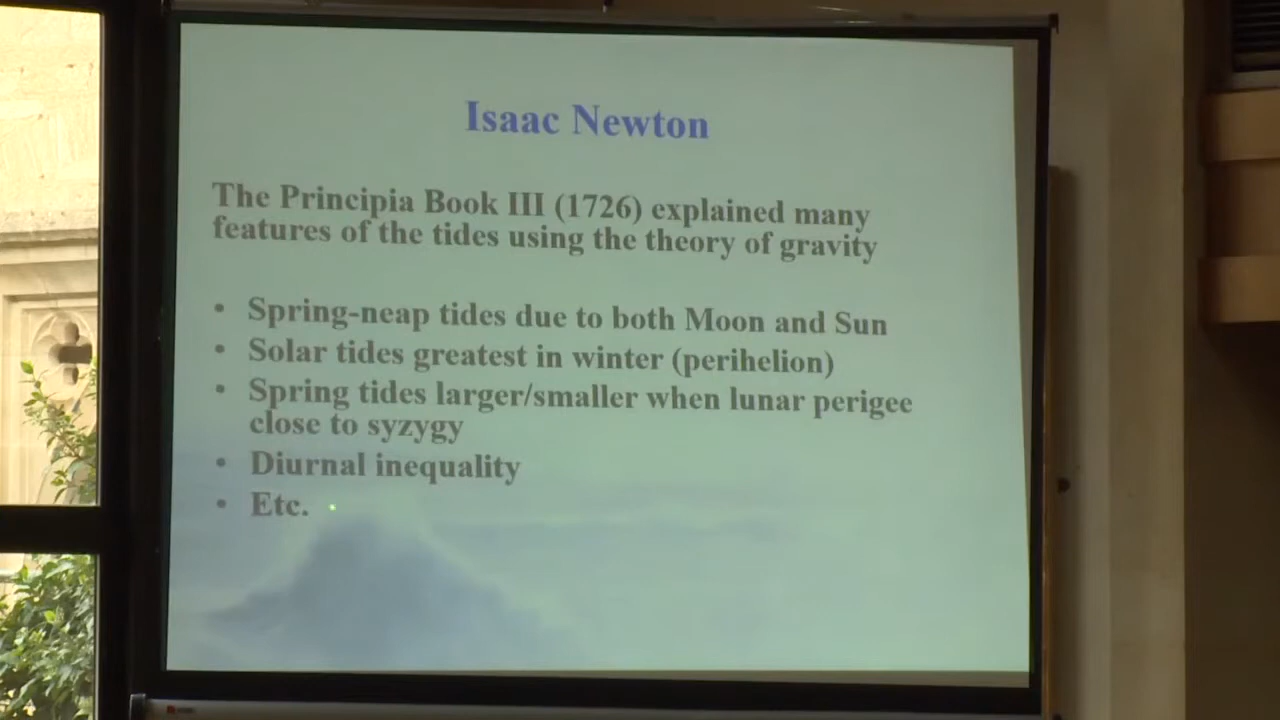 Isaac Newton
The Principia Book III (1726) explained many
features of the tides using the theory of gravity
• Spring-neap tides due to both Moon and Sun
• Solar tides greatest in winter (perihelion)
• Spring tides larger/smaller when lunar perigee
close to syzygy
• Diurnal inequality
• Etc.